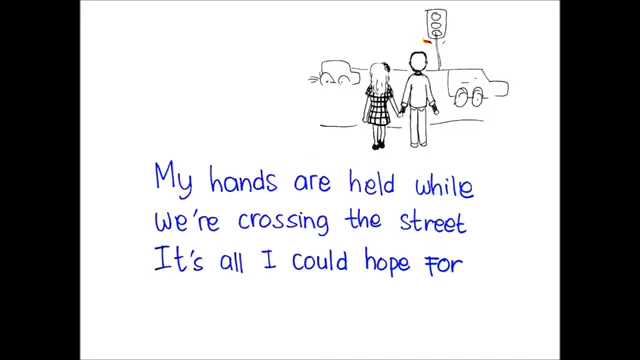 My hands are held while
we're crossing the street
It's all I could hope for